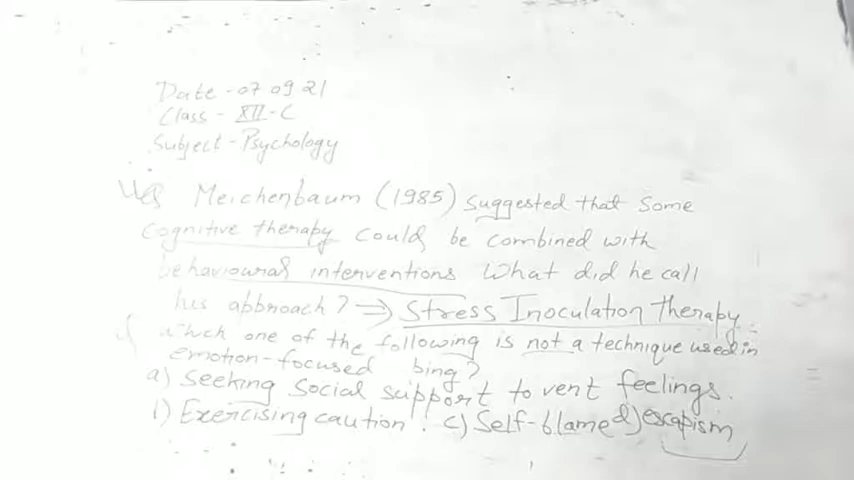 Date - 07 09 21
Class - XII - C
Subject - Psychology
Meichenbaum (1985) suggested that some
cognitive therapy could be combined with
behavioural interventions What did he call
his approach? ⇒ Stress Inoculation Therapy
which one of the following is not a technique used in
emotion-focused bing?
a) Seeking Social support to vent feelings.
) Exercising caution. c) Self-blame d) escapism